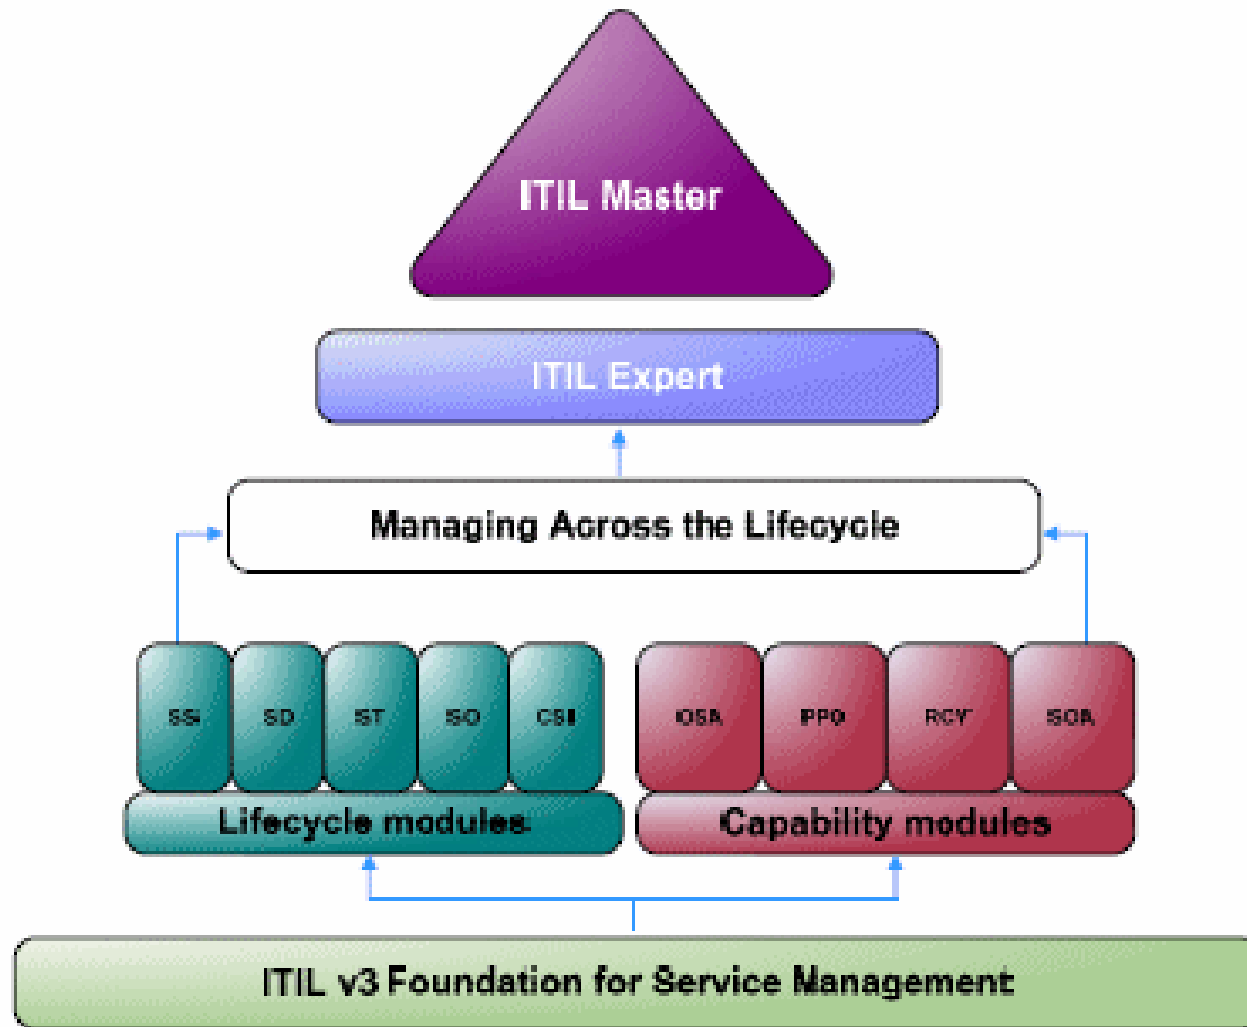 ITIL Master
ITIL Expert
Managing Across the Lifecycle
SD
ST
SO
CSI
OSA
PPO
RCV
SOA
Lifecycle modules
Capability modules
ITIL v3 Foundation for Service Management